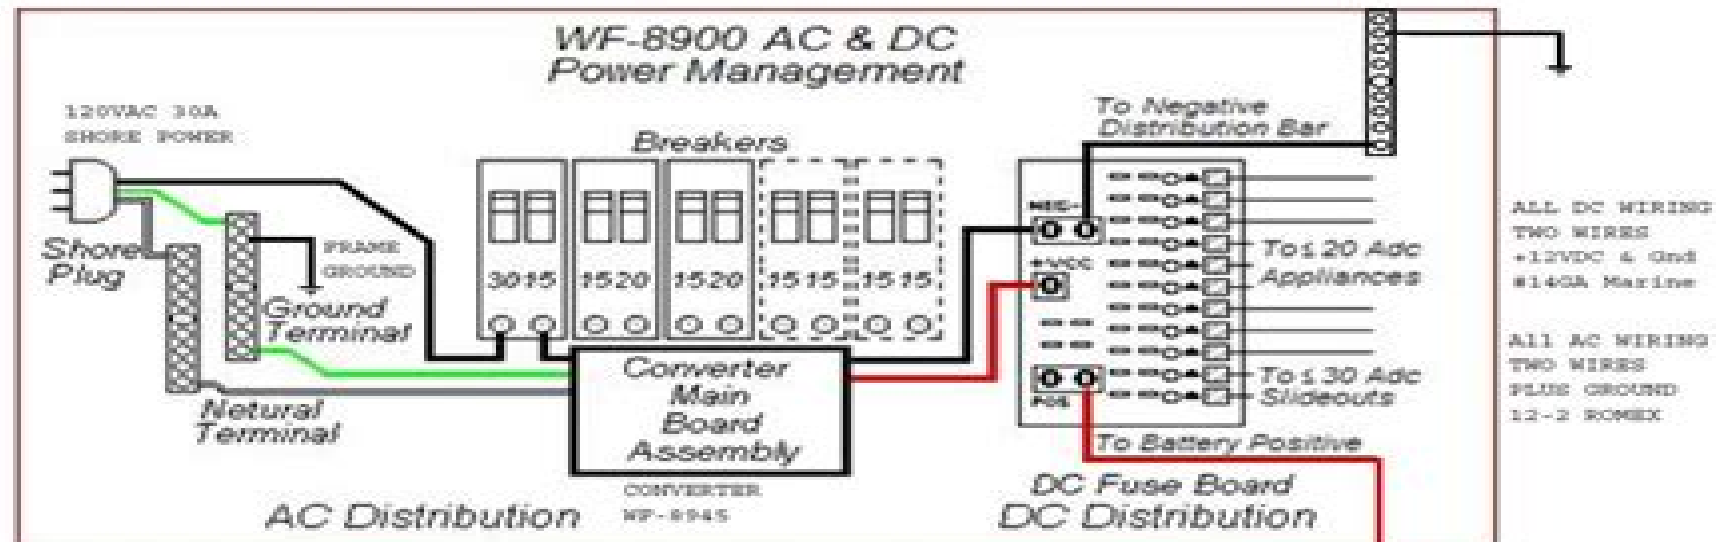 WF-8900 AC & DC
Power Management
120VAC 30A
SHORE POWER
Breakers
To Negative
Distribution Bar
Shore
Plug
FRAME
GROUND
Ground
Terminal
Netural
Terminal
30 15
15 20
15 20
15 15
15 15
Converter
Main
Board
Assembly
CONVERTER
WF-8945
AC Distribution
NEG-
+VCC
POS
To ≤ 20 Adc
Appliances
To ≤ 30 Adc
Slideouts
To Battery Positive
DC Fuse Board
DC Distribution
ALL DC WIRING
TWO WIRES
+12VDC & Gnd
#14GA Marine
All AC WIRING
TWO WIRES
PLUS GROUND
12-2 ROMEX